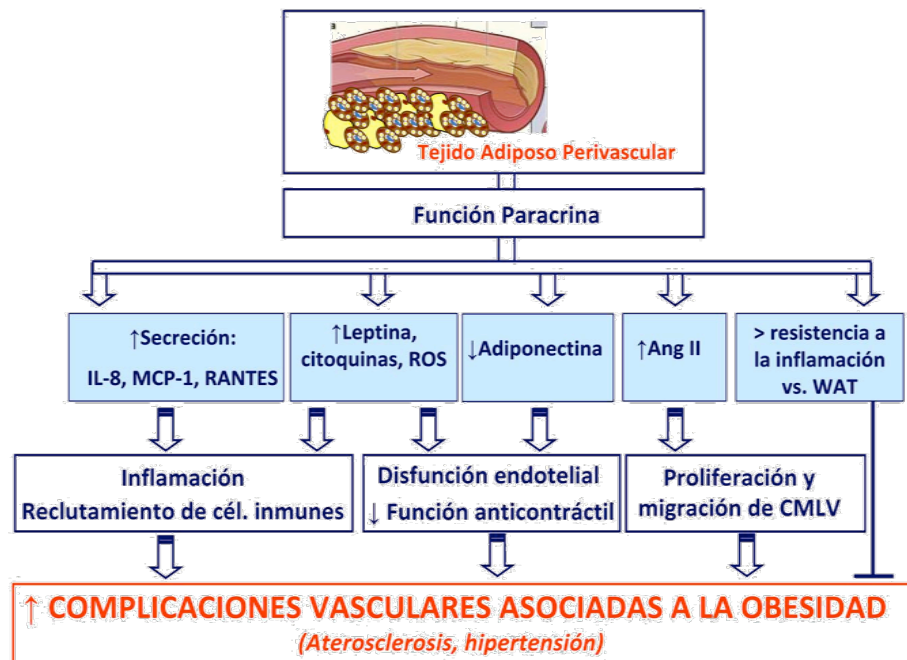 Tejido Adiposo Perivascular
Función Paracrina
↑Secreción:
IL-8, MCP-1, RANTES
↑Leptina,
citoquinas, ROS
↓Adiponectina
↑Ang II
> resistencia a
la inflamación
vs. WAT
Inflamación
Reclutamiento de cél. inmunes
Disfunción endotelial
↓ Función anticontráctil
Proliferación y
migración de CMLV
↑ COMPLICACIONES VASCULARES ASOCIADAS A LA OBESIDAD
(Aterosclerosis, hipertensión)